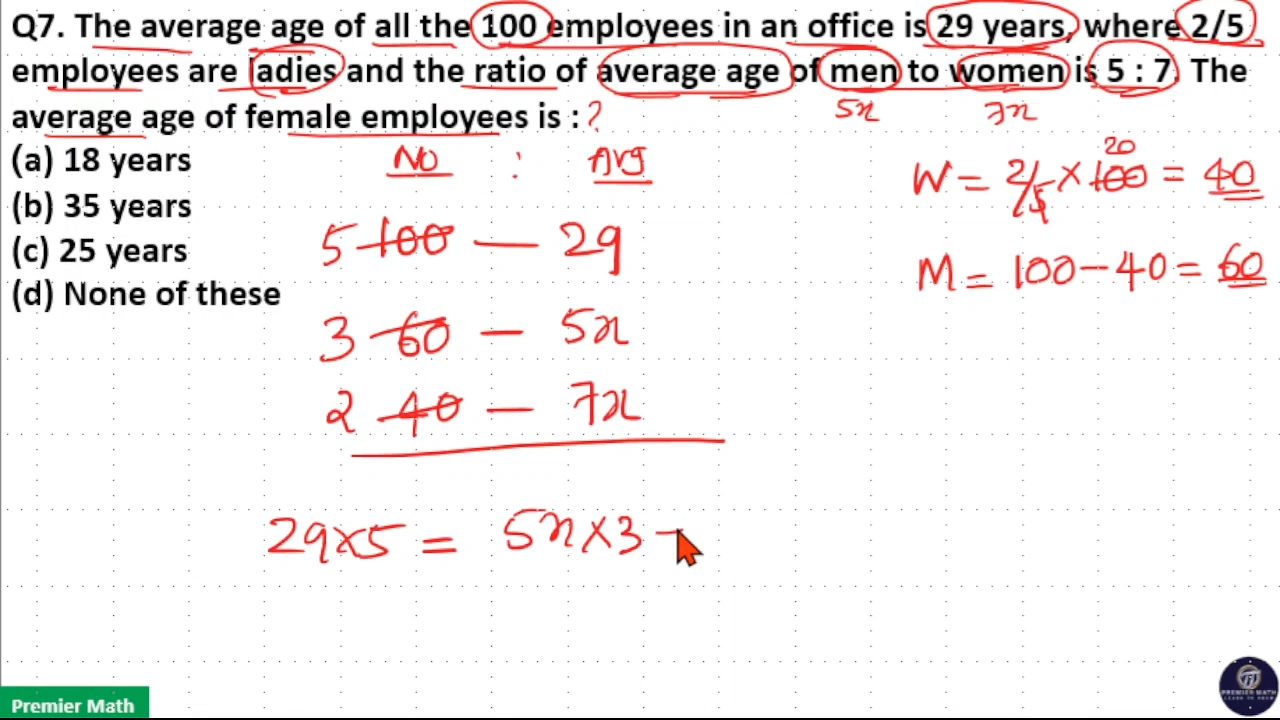 Q7. The average age of all the 100 employees in an office is 29 years, where 2/5
employees are ladies and the ratio of average age of men to women is 5 : 7. The
average age of female employees is : ?
5x 7x
(a) 18 years
(b) 35 years
(c) 25 years
(d) None of these
No : Avg
5 100 — 29
3 60 — 5x
2 40 — 7x
29×5 = 5x×3
20
W = 2/5 × 100 = 40
M = 100 - 40 = 60
Premier Math
PREMIER MATH